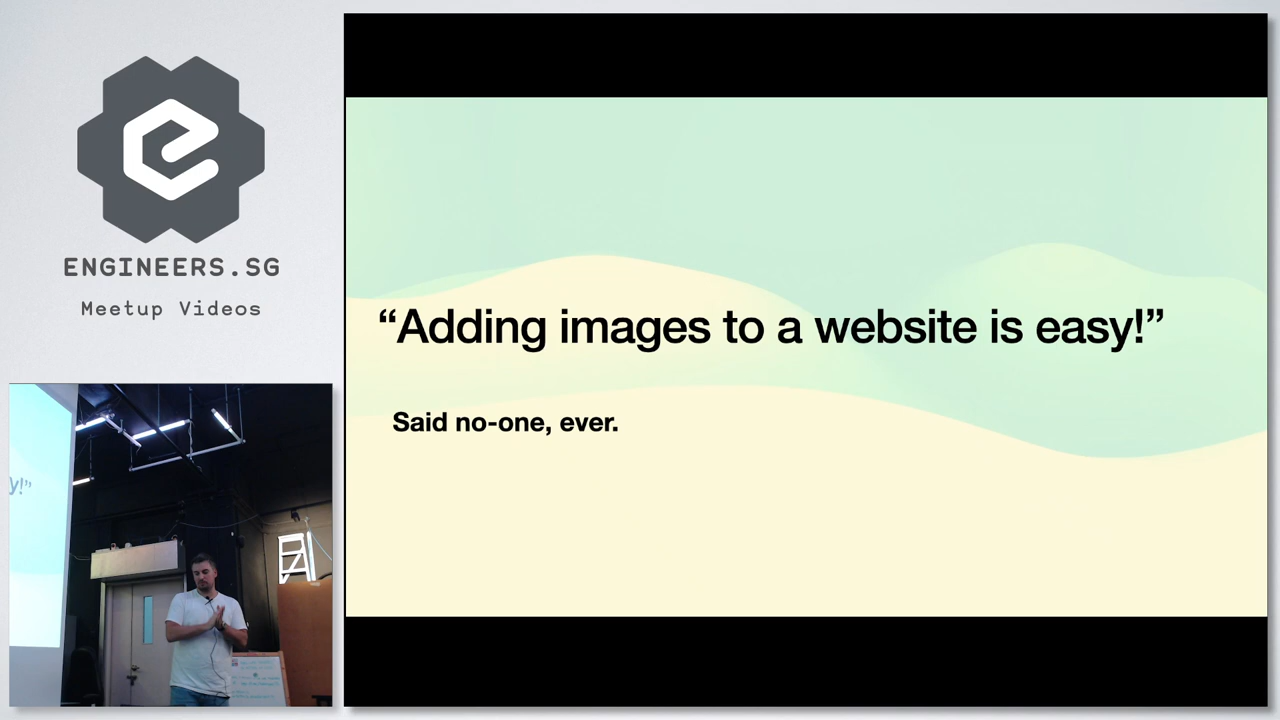 ENGINEERS.SG
Meetup Videos
“Adding images to a website is easy!”
Said no-one, ever.
y!”